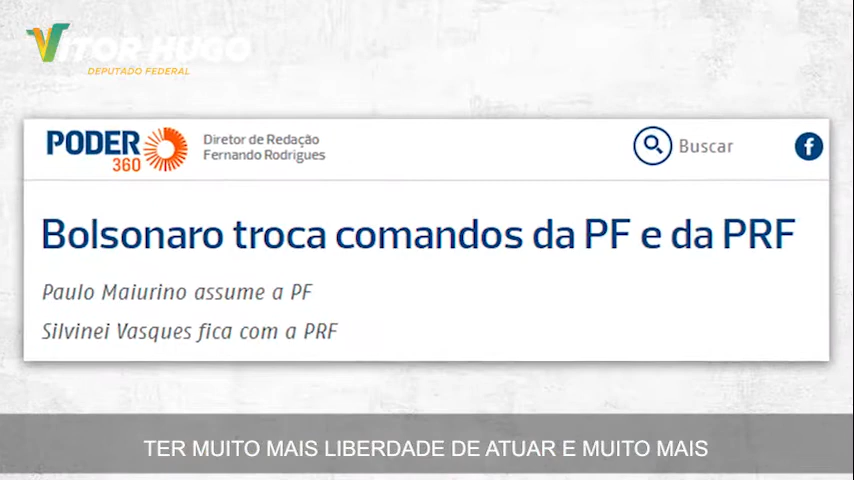 VITOR HUGO
DEPUTADO FEDERAL
PODER
360
Diretor de Redação
Fernando Rodrigues
Buscar
f
Bolsonaro troca comandos da PF e da PRF
Paulo Maiurino assume a PF
Silvinei Vasques fica com a PRF
TER MUITO MAIS LIBERDADE DE ATUAR E MUITO MAIS